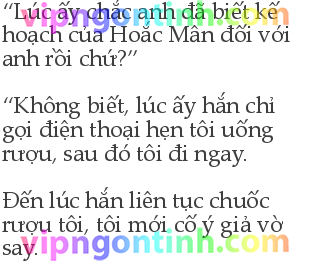 “Lúc ấy chắc anh đã biết kế
hoạch của Hoắc Mân đối với
anh rồi chứ?”
“Không biết, lúc ấy hắn chỉ
gọi điện thoại hẹn tôi uống
rượu, sau đó tôi đi ngay.
Đến lúc hắn liên tục chuốc
rượu tôi, tôi mới cố ý giả vờ
say.
vipngontinh.com
vipngontinh.com